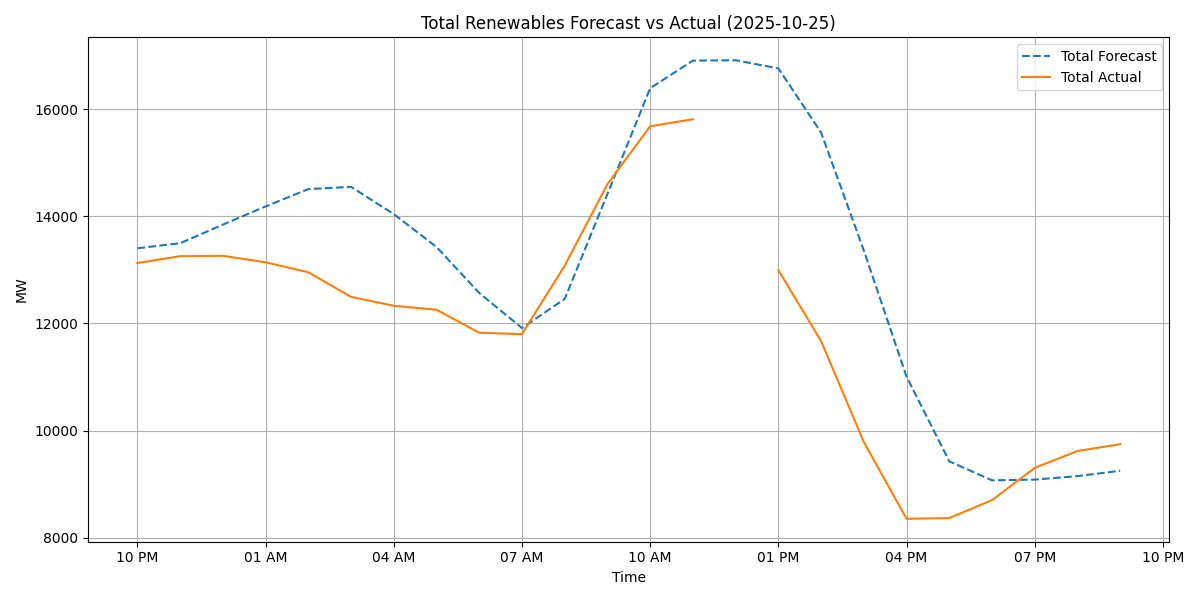 Total Renewables Forecast vs Actual (2025-10-25)
Total Forecast
Total Actual
16000
14000
12000
10000
8000
MW
10 PM 01 AM 04 AM 07 AM 10 AM 01 PM 04 PM 07 PM 10 PM
Time